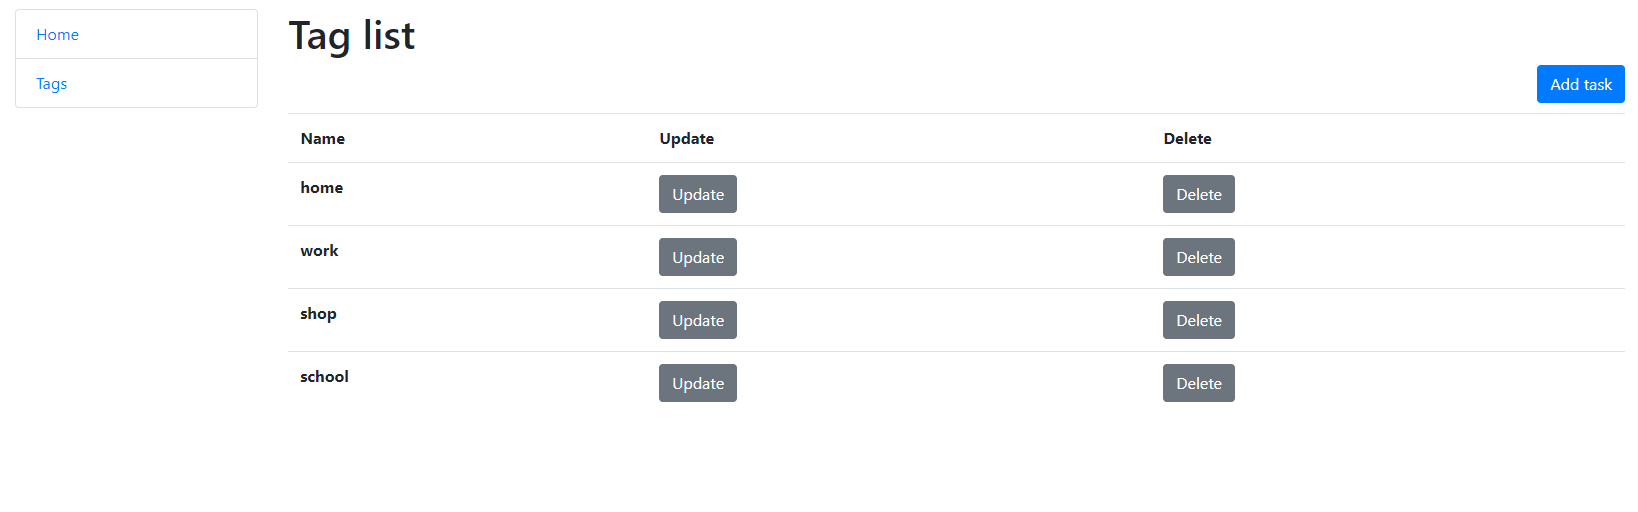 Home
Tags
Tag list
Add task
Name Update Delete
home Update Delete
work Update Delete
shop Update Delete
school Update Delete